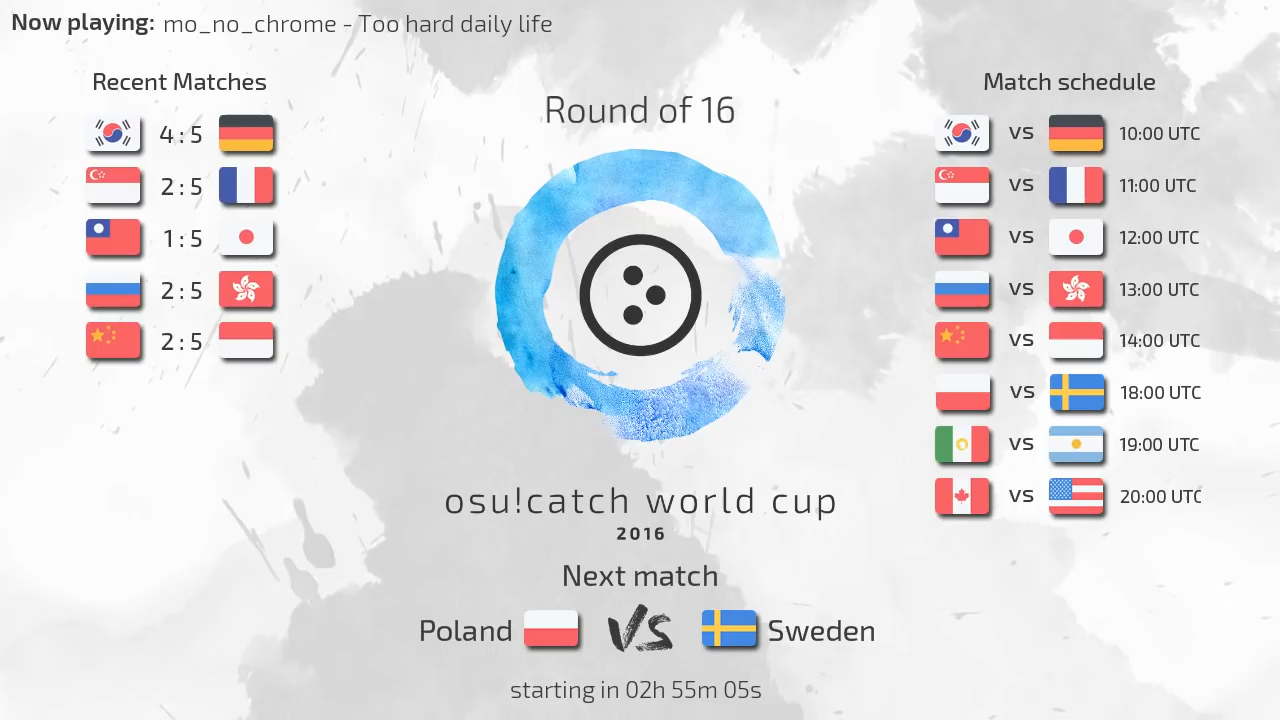 Now playing: mo_no_chrome - Too hard daily life
Recent Matches
4 : 5
2 : 5
1 : 5
2 : 5
2 : 5
Round of 16
osu!catch world cup
2016
Next match
Poland VS Sweden
starting in 02h 55m 05s
Match schedule
VS 10:00 UTC
VS 11:00 UTC
VS 12:00 UTC
VS 13:00 UTC
VS 14:00 UTC
VS 18:00 UTC
VS 19:00 UTC
VS 20:00 UTC